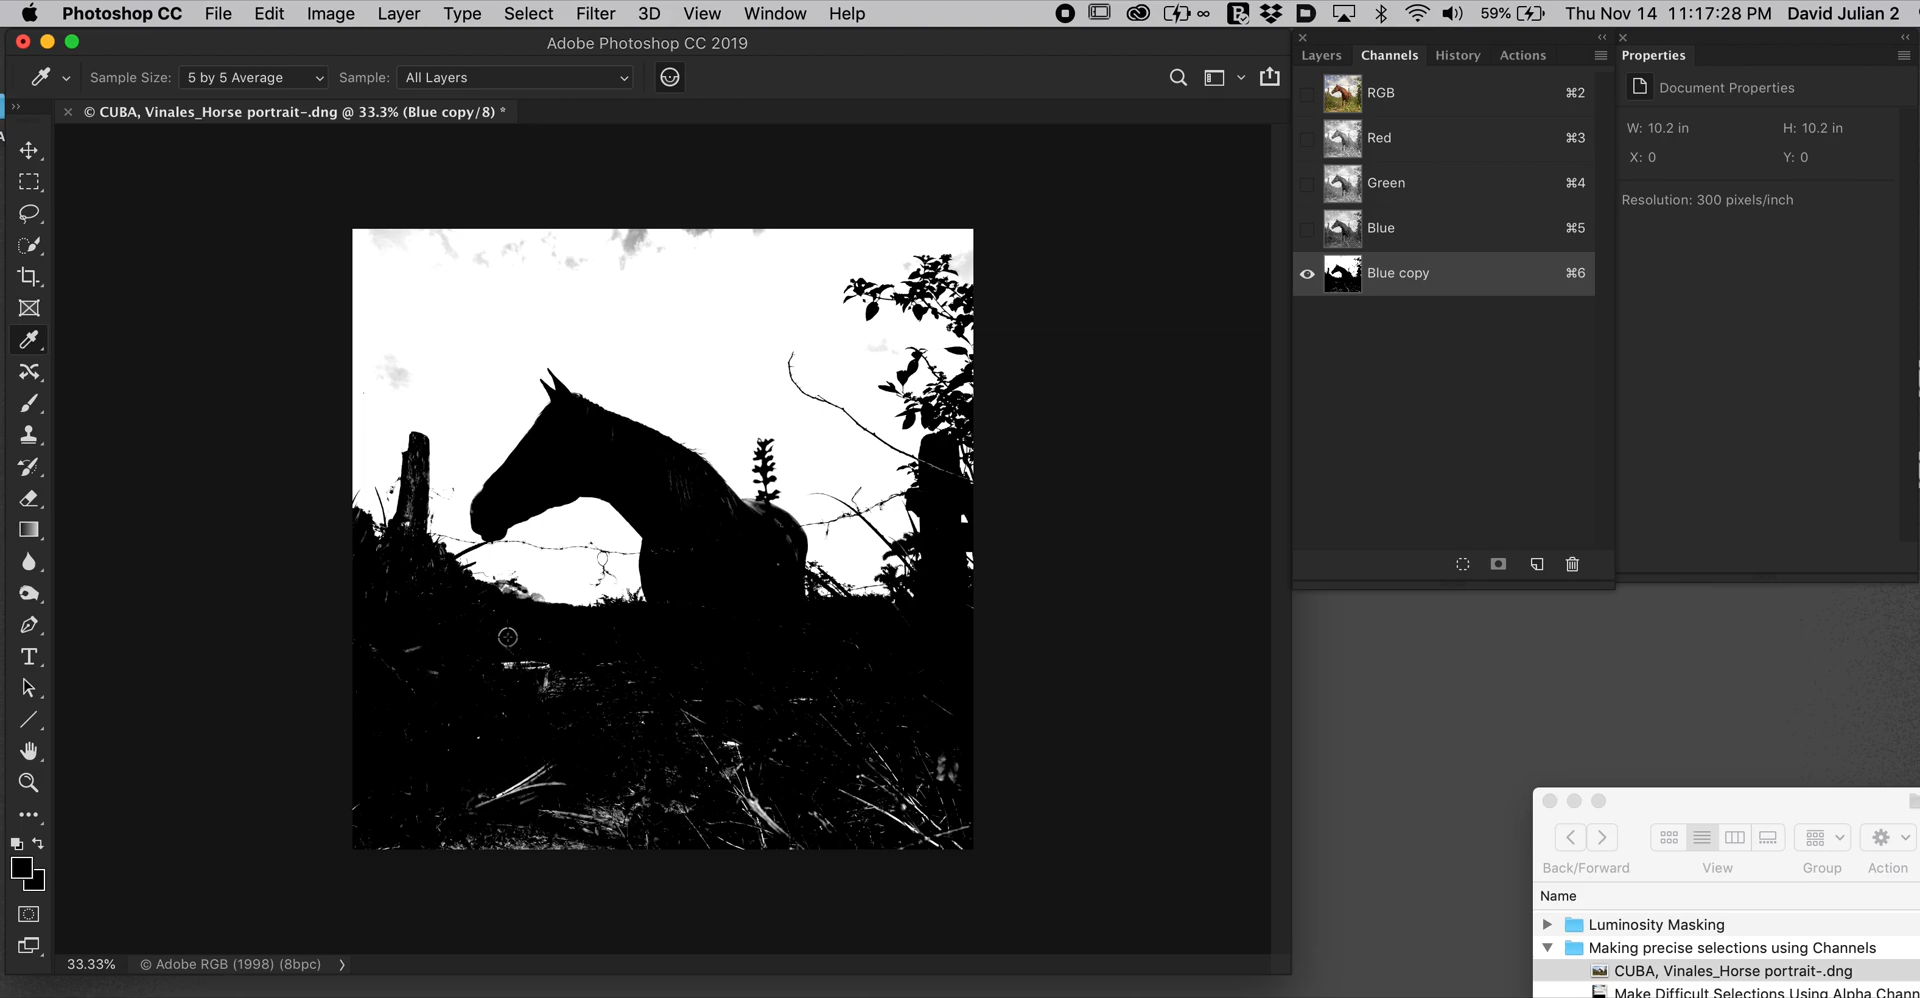 Photoshop CC File Edit Image Layer Type Select Filter 3D View Window Help 59% Thu Nov 14 11:17:28 PM David Julian 2
Adobe Photoshop CC 2019
Sample Size: 5 by 5 Average Sample: All Layers
© CUBA, Vinales_Horse portrait-.dng @ 33.3% (Blue copy/8) *
Layers Channels History Actions
RGB ⌘2
Red ⌘3
Green ⌘4
Blue ⌘5
Blue copy ⌘6
Properties
Document Properties
W: 10.2 in H: 10.2 in
X: 0 Y: 0
Resolution: 300 pixels/inch
33.33% © Adobe RGB (1998) (8bpc)
Back/Forward View Group Action
Name
Luminosity Masking
Making precise selections using Channels
CUBA, Vinales_Horse portrait-.dng
Make Difficult Selections Using Alpha Chann